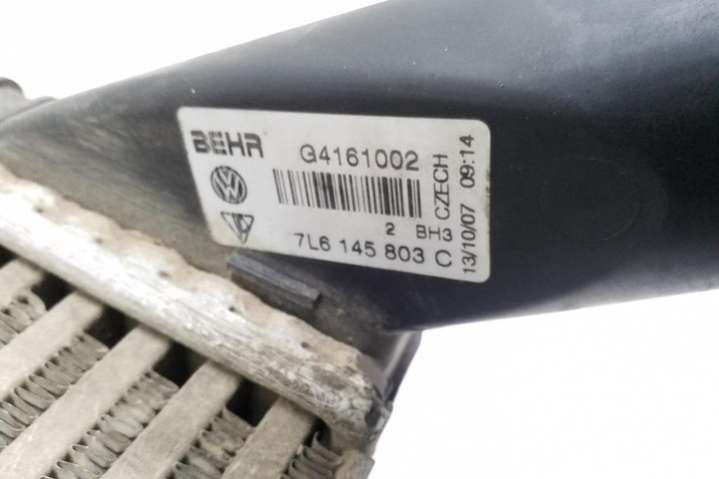 BEHR G4161002
2 BH3
7L6 145 803 C
CZECH
13/10/07 09:14